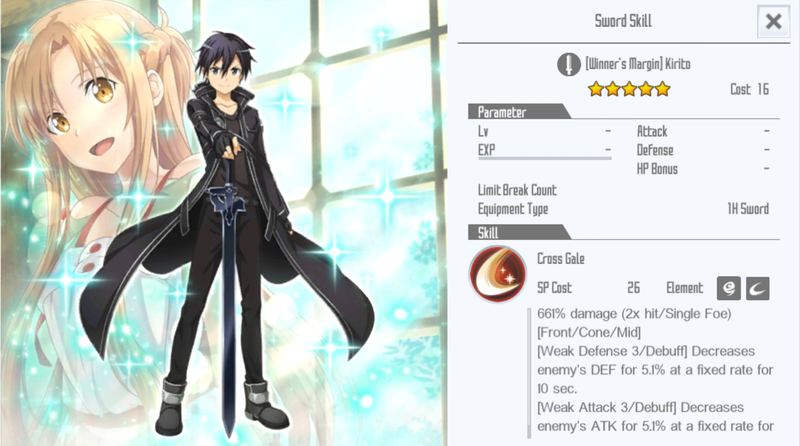 Sword Skill
[Winner's Margin] Kirito
Cost 16
Parameter
Lv -
Attack -
EXP -
Defense -
HP Bonus -
Limit Break Count
Equipment Type 1H Sword
Skill
Cross Gale
SP Cost 26 Element
661% damage (2x hit/Single Foe)
[Front/Cone/Mid]
[Weak Defense 3/Debuff] Decreases
enemy's DEF for 5.1% at a fixed rate for
10 sec.
[Weak Attack 3/Debuff] Decreases
enemy's ATK for 5.1% at a fixed rate for